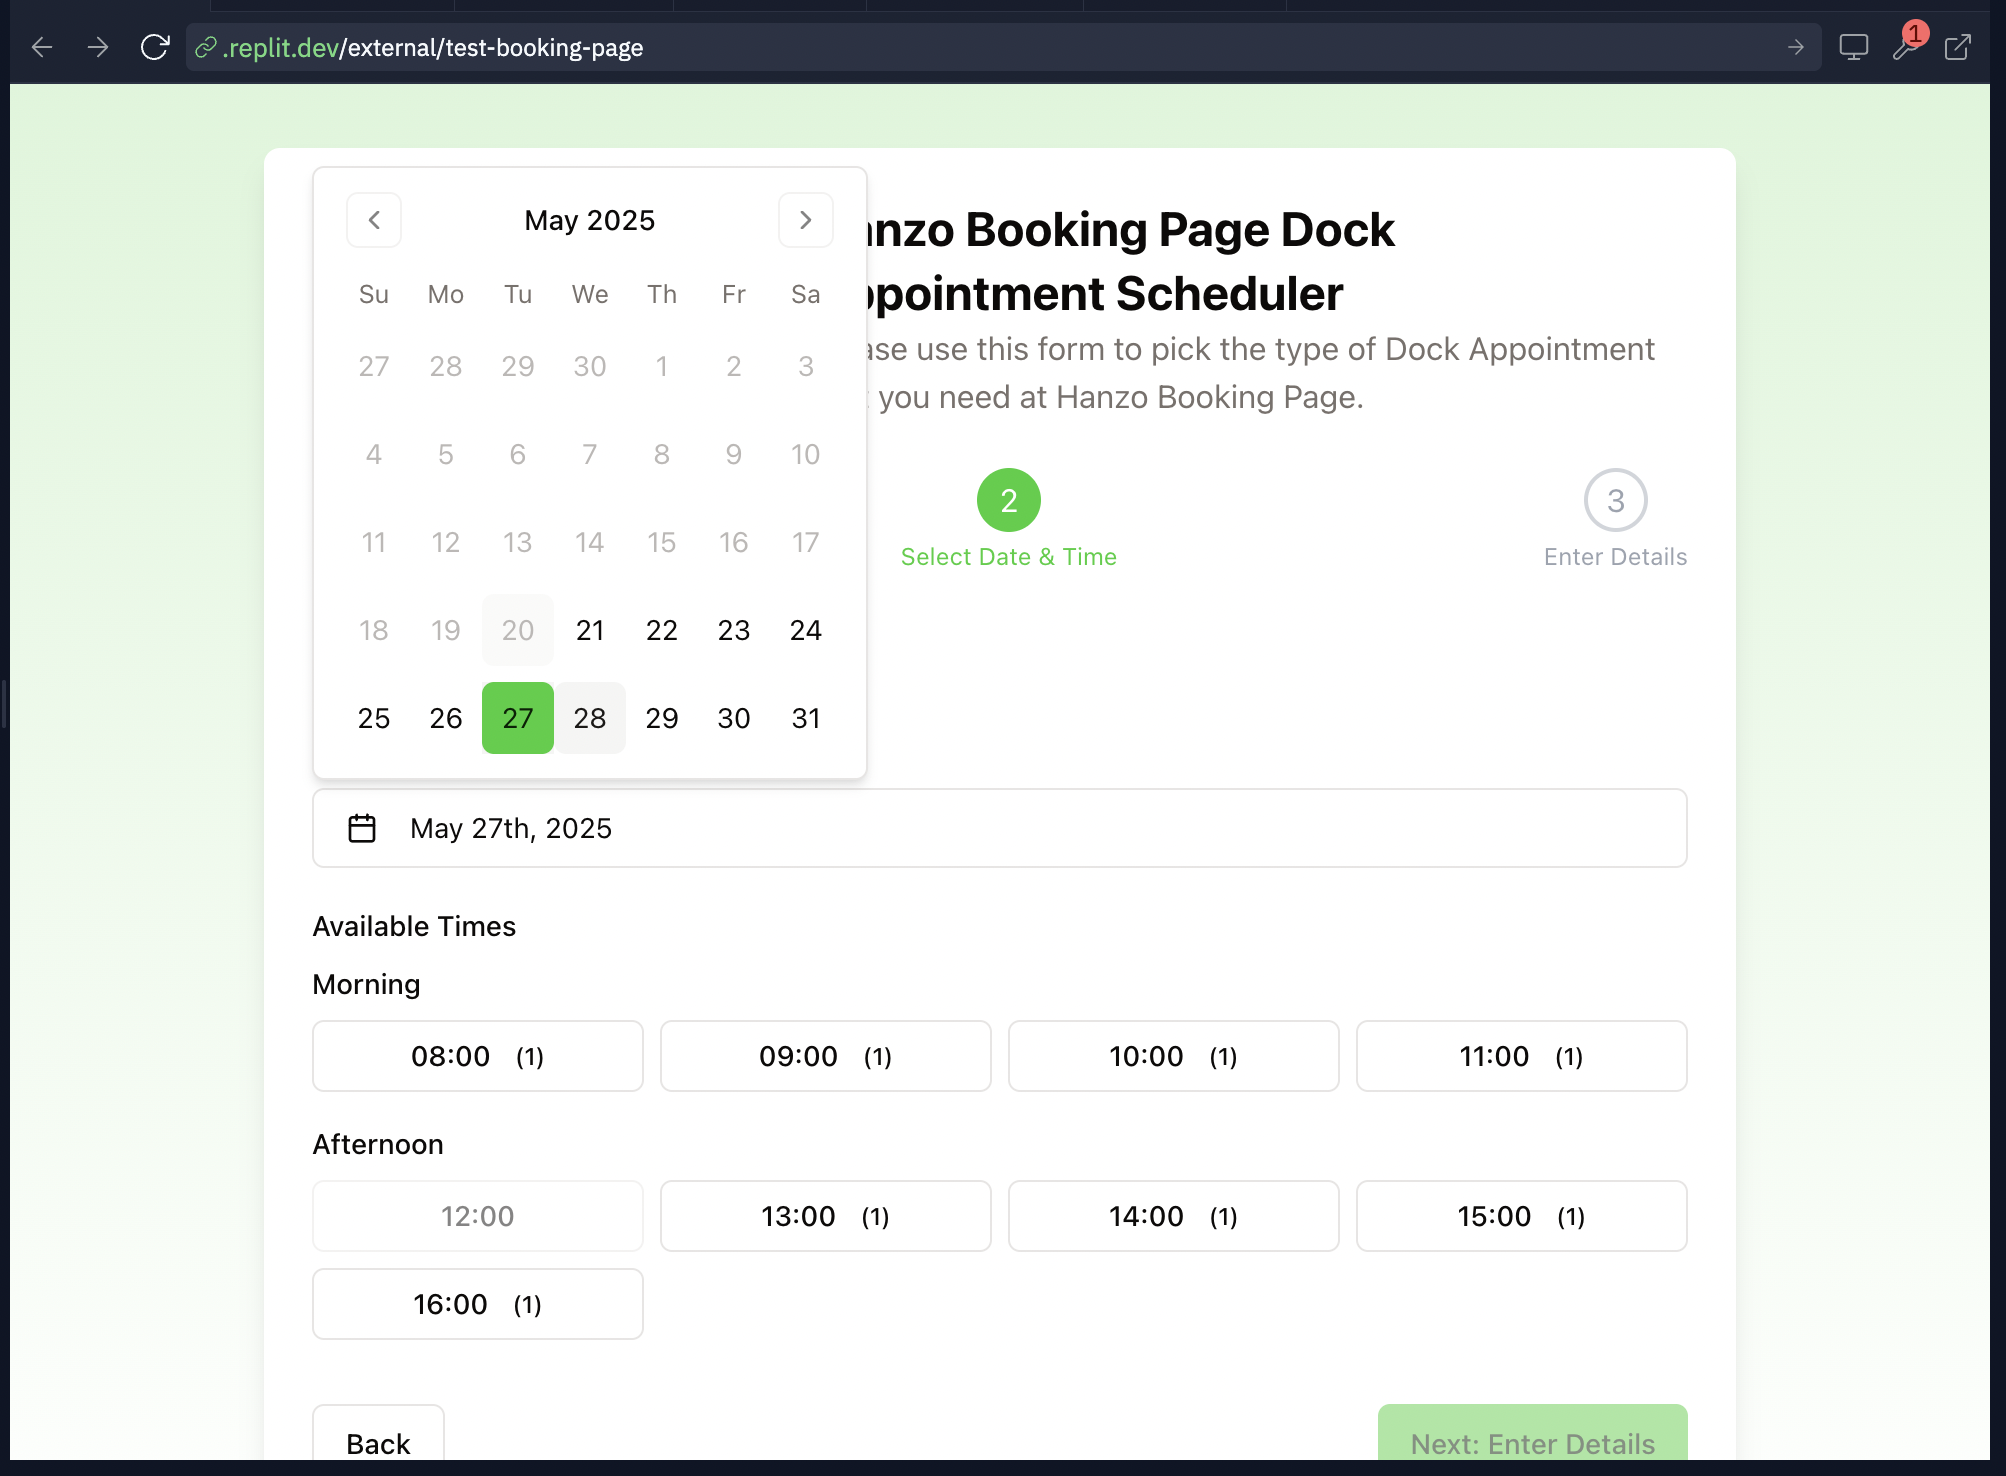 .replit.dev/external/test-booking-page
1
May 2025
Su Mo Tu We Th Fr Sa
27 28 29 30 1 2 3
4 5 6 7 8 9 10
11 12 13 14 15 16 17
18 19 20 21 22 23 24
25 26 27 28 29 30 31
nzo Booking Page Dock
ppointment Scheduler
ase use this form to pick the type of Dock Appointment
you need at Hanzo Booking Page.
2
Select Date & Time
3
Enter Details
May 27th, 2025
Available Times
Morning
08:00 (1) 09:00 (1) 10:00 (1) 11:00 (1)
Afternoon
12:00 13:00 (1) 14:00 (1) 15:00 (1)
16:00 (1)
Back
Next: Enter Details